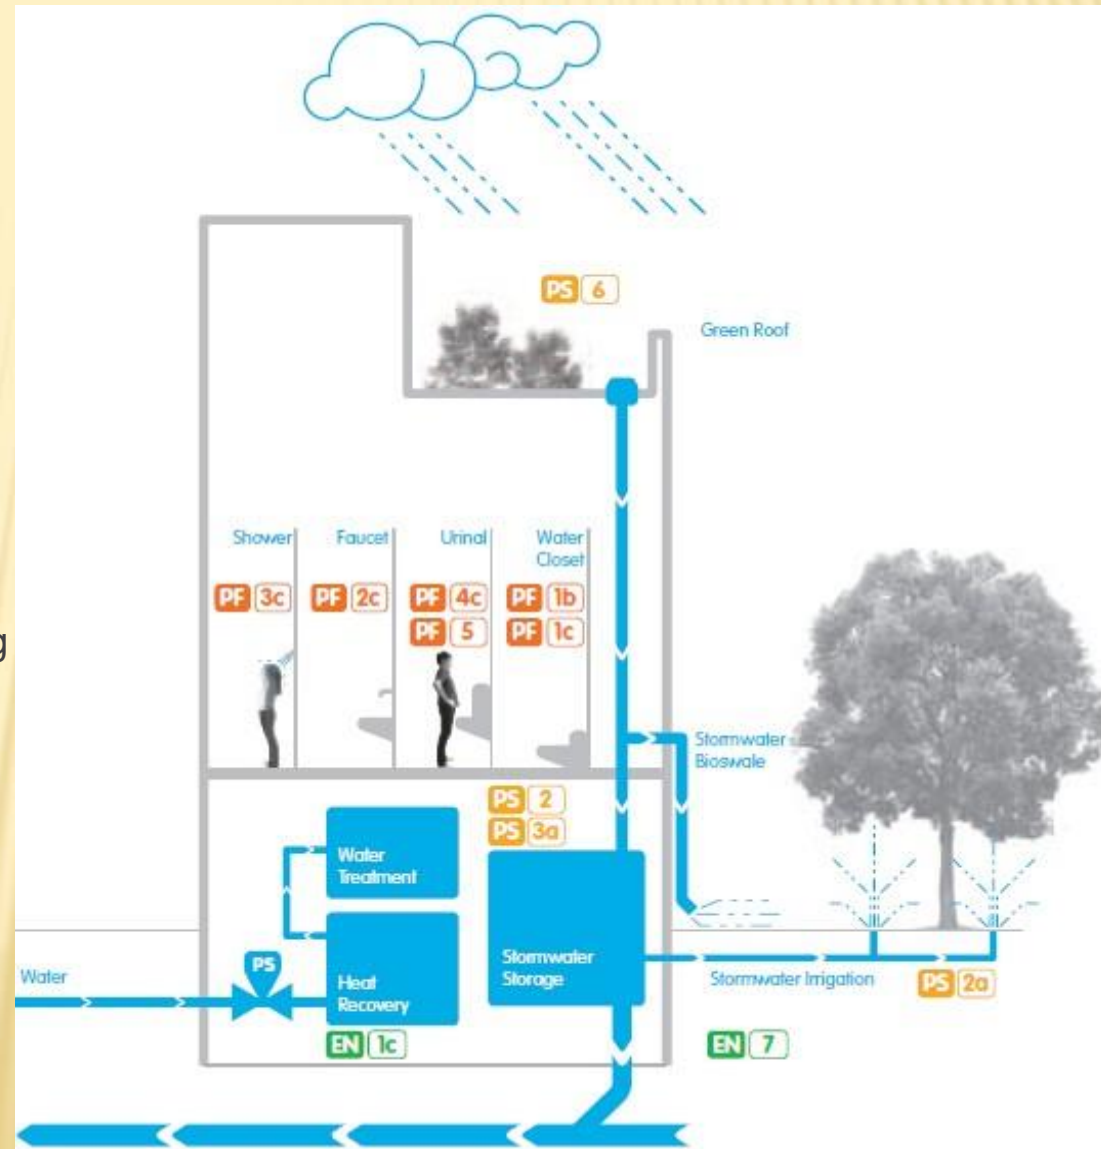 PS 6
Green Roof
Shower
Faucet
Urinal
Water
Closet
PF 3c
PF 2c
PF 4c
PF 1b
PF 5
PF 1c
g
Stormwater
Bioswale
PS 2
PS 3a
Water
Treatment
Stormwater
Storage
Water
PS
Heat
Recovery
Stormwater Irrigation
PS 2a
EN 1c
EN 7